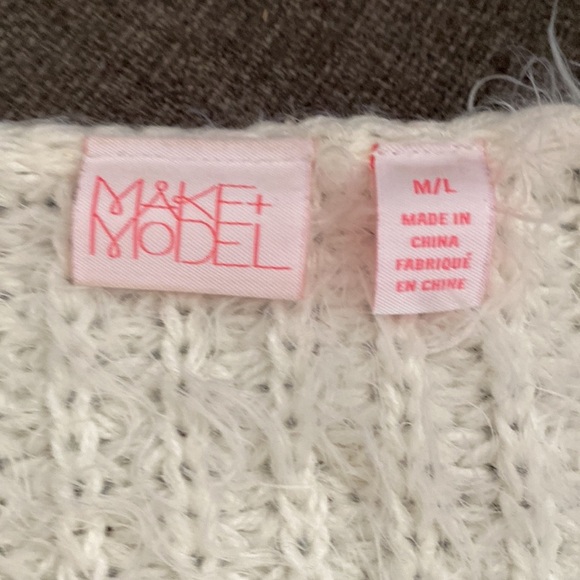 MAKE+
MODEL
M/L
MADE IN
CHINA
FABRIQUÉ
EN CHINE